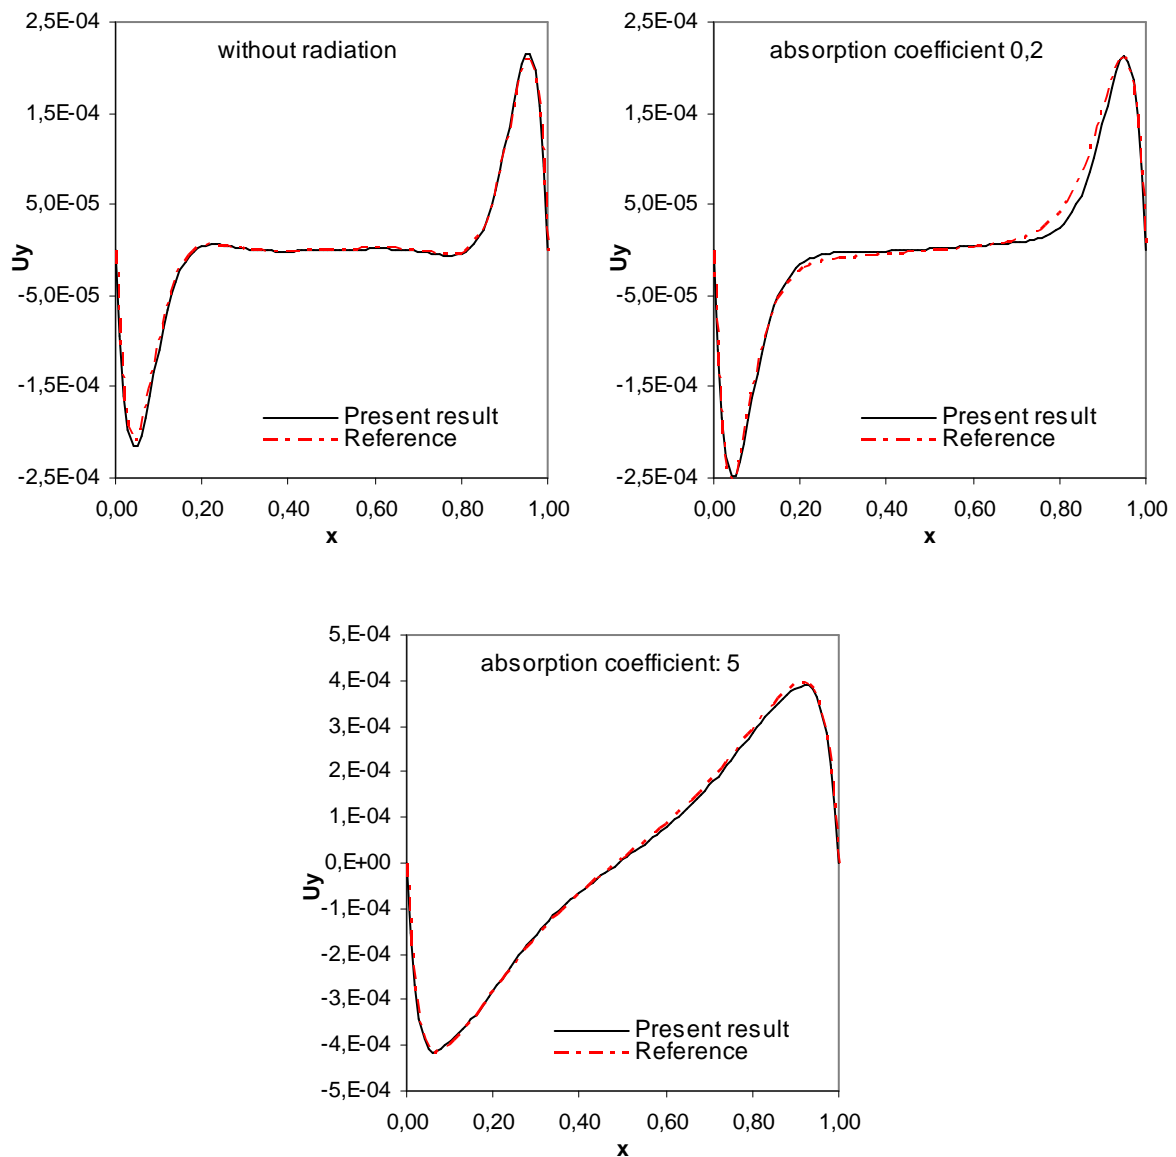 without radiation
2,5E-04
1,5E-04
5,0E-05
-5,0E-05
-1,5E-04
-2,5E-04
Uy
Present result
Reference
0,00 0,20 0,40 0,60 0,80 1,00
x
absorption coefficient 0,2
2,5E-04
1,5E-04
5,0E-05
-5,0E-05
-1,5E-04
-2,5E-04
Uy
Present result
Reference
0,00 0,20 0,40 0,60 0,80 1,00
x
absorption coefficient: 5
5,E-04
4,E-04
3,E-04
2,E-04
1,E-04
0,E+00
-1,E-04
-2,E-04
-3,E-04
-4,E-04
-5,E-04
Uy
Present result
Reference
0,00 0,20 0,40 0,60 0,80 1,00
x